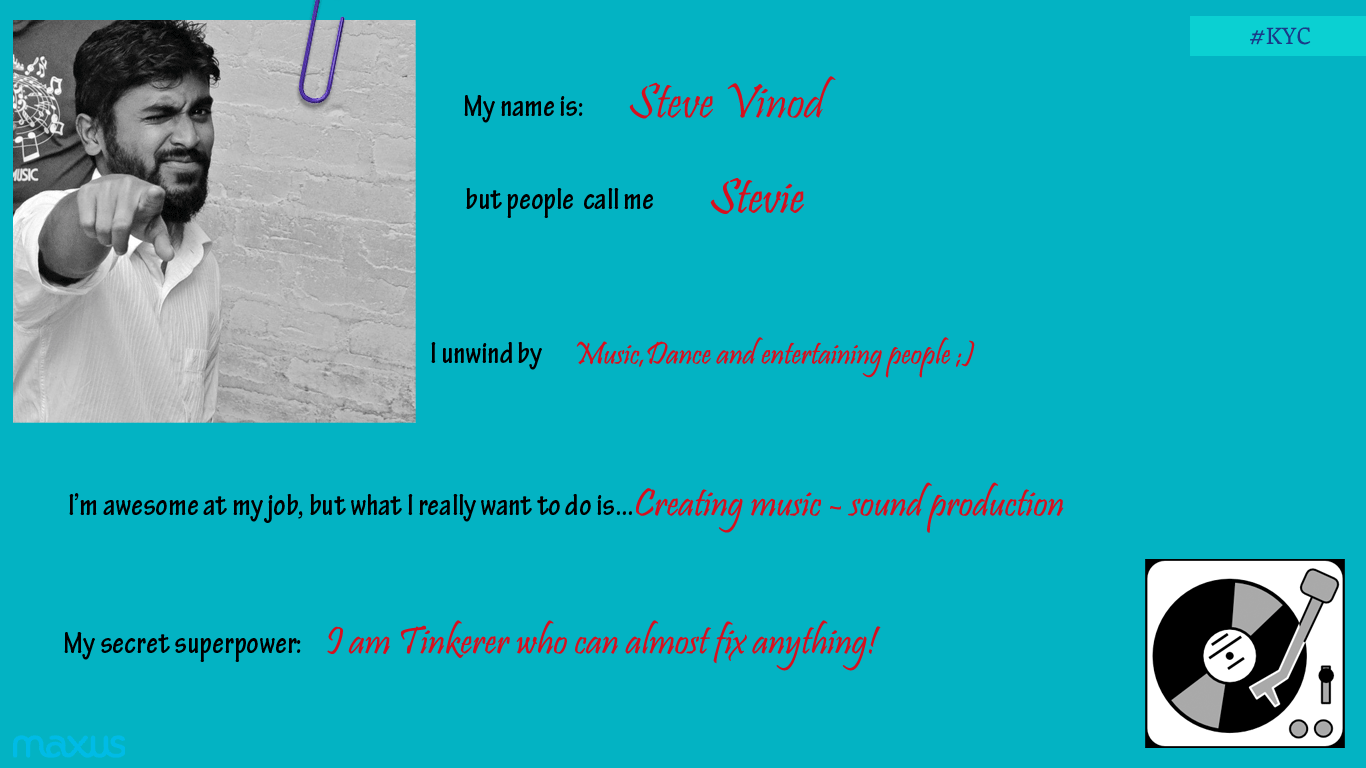 #KYC
MUSIC
My name is: Steve Vinod
but people call me Stevie
I unwind by Music,Dance and entertaining people ;)
I'm awesome at my job, but what I really want to do is...Creating music - sound production
My secret superpower: I am Tinkerer who can almost fix anything!
maxus